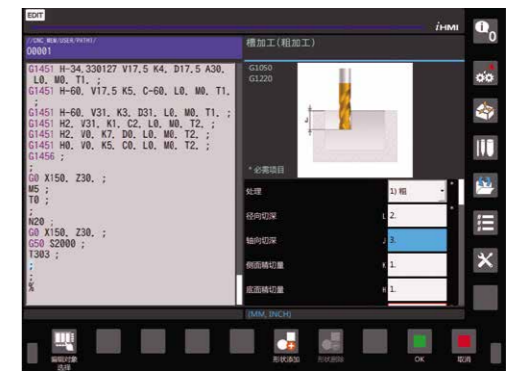 EDIT
iHMI
//CNC_MEM/USER/PATH1/
O0001
槽加工(粗加工)
0
G1451 H-34.330127 V17.5 K4. D17.5 A30.
L0. M0. T1. ;
G1451 H-60. V17.5 K5. C-60. L0. M0. T1.
;
G1451 H-60. V31. K3. D31. L0. M0. T1. ;
G1451 H2. V31. K1. C2. L0. M0. T2. ;
G1451 H2. V0. K7. D0. L0. M0. T2. ;
G1451 H0. V0. K5. C0. L0. M0. T2. ;
G1456 ;
;
G0 X150. Z30. ;
M5 ;
T0 ;
;
N20 ;
G0 X150. Z30. ;
G50 S2000 ;
T303 ;
;
;
%
G1050
G1220
J
*必需项目
处理 1)粗
径向切深 L 2.
轴向切深 J 3.
侧面精切量 K 1.
底面精切量 H 1.
(MM, INCH)
编辑对象
选择
形状添加
形状删除
OK
取消